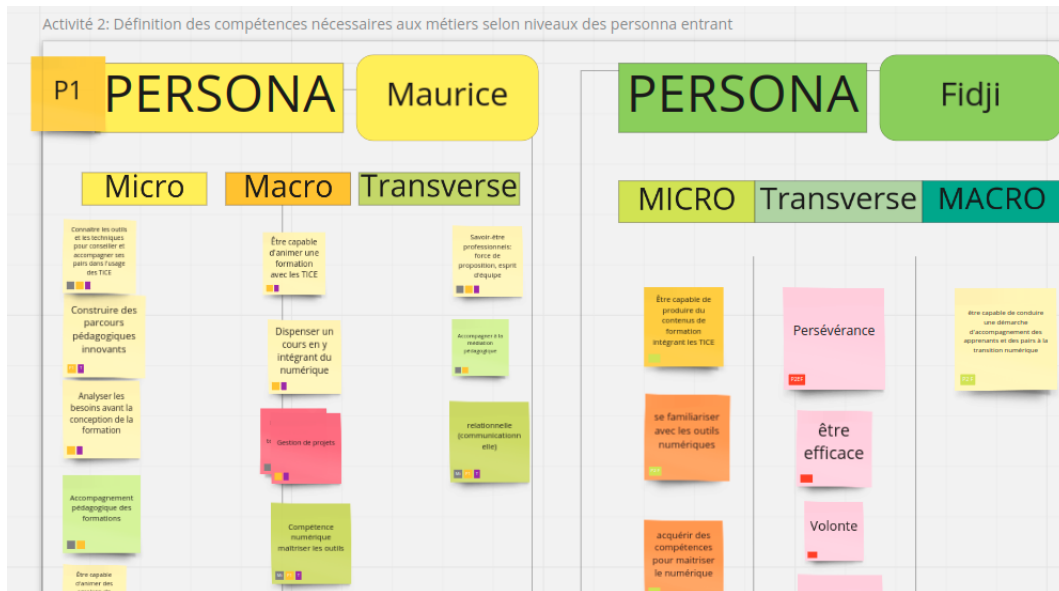 Activité 2: Définition des compétences nécessaires aux métiers selon niveaux des personna entrant
P1
PERSONA
Maurice
Micro
Macro
Transverse
Connaitre les outils
et les techniques
pour conseiller et
accompagner ses
pairs dans l'usage
des TICE
Construire des
parcours
pédagogiques
innovants
Analyser les
besoins avant la
conception de la
formation
Accompagnement
pédagogique des
formations
Être capable
d'animer des
Être capable
d'animer une
formation
avec les TICE
Dispenser un
cours en y
intégrant du
numérique
Gestion de projets
Compétence
numérique
maitriser les outils
Savoir-être
professionnels:
force de
proposition, esprit
d'équipe
Accompagner à la
médiation
pédagogique
relationnelle
(communicationn
elle)
PERSONA
Fidji
MICRO
Transverse
MACRO
Être capable de
produire du
contenus de
formation
intégrant les TICE
se familiariser
avec les outils
numériques
acquérir des
compétences
pour maitriser
le numérique
Persévérance
être
efficace
Volonte
être capable de conduire
une démarche
d'accompagnement des
apprenants et des pairs à la
transition numérique